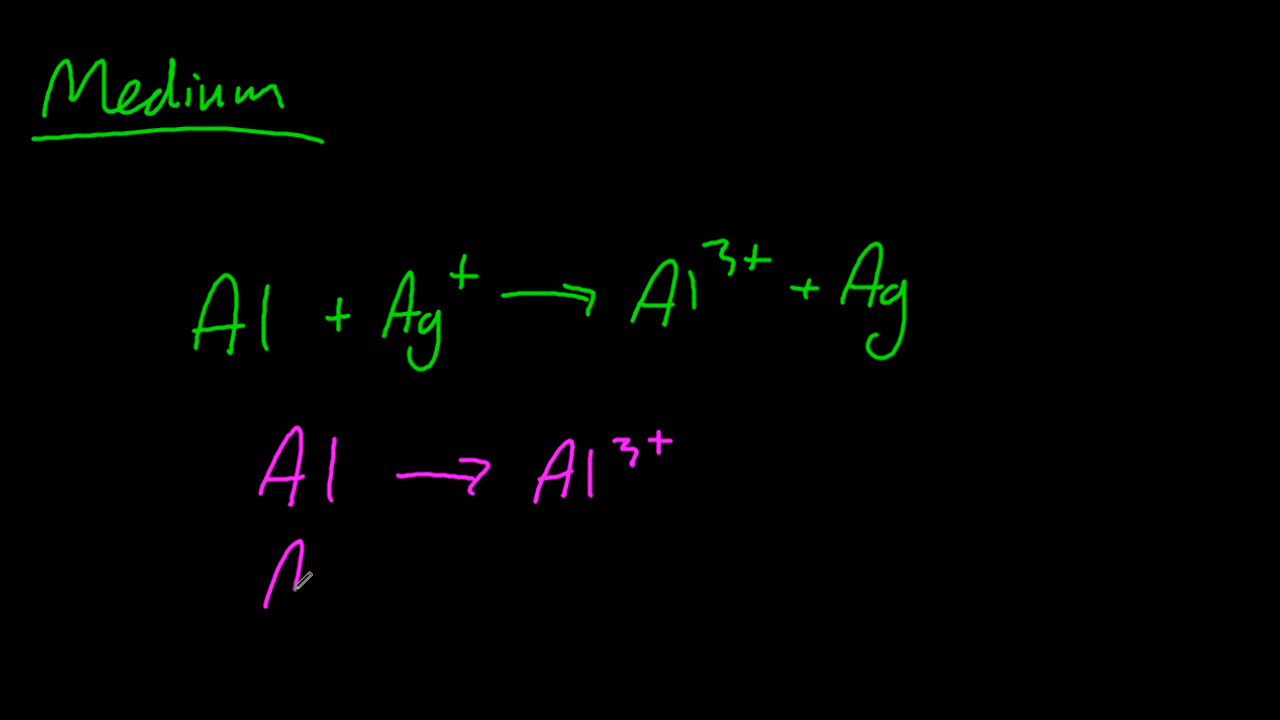 Medium
Al + Ag⁺ → Al³⁺ + Ag
Al → Al³⁺